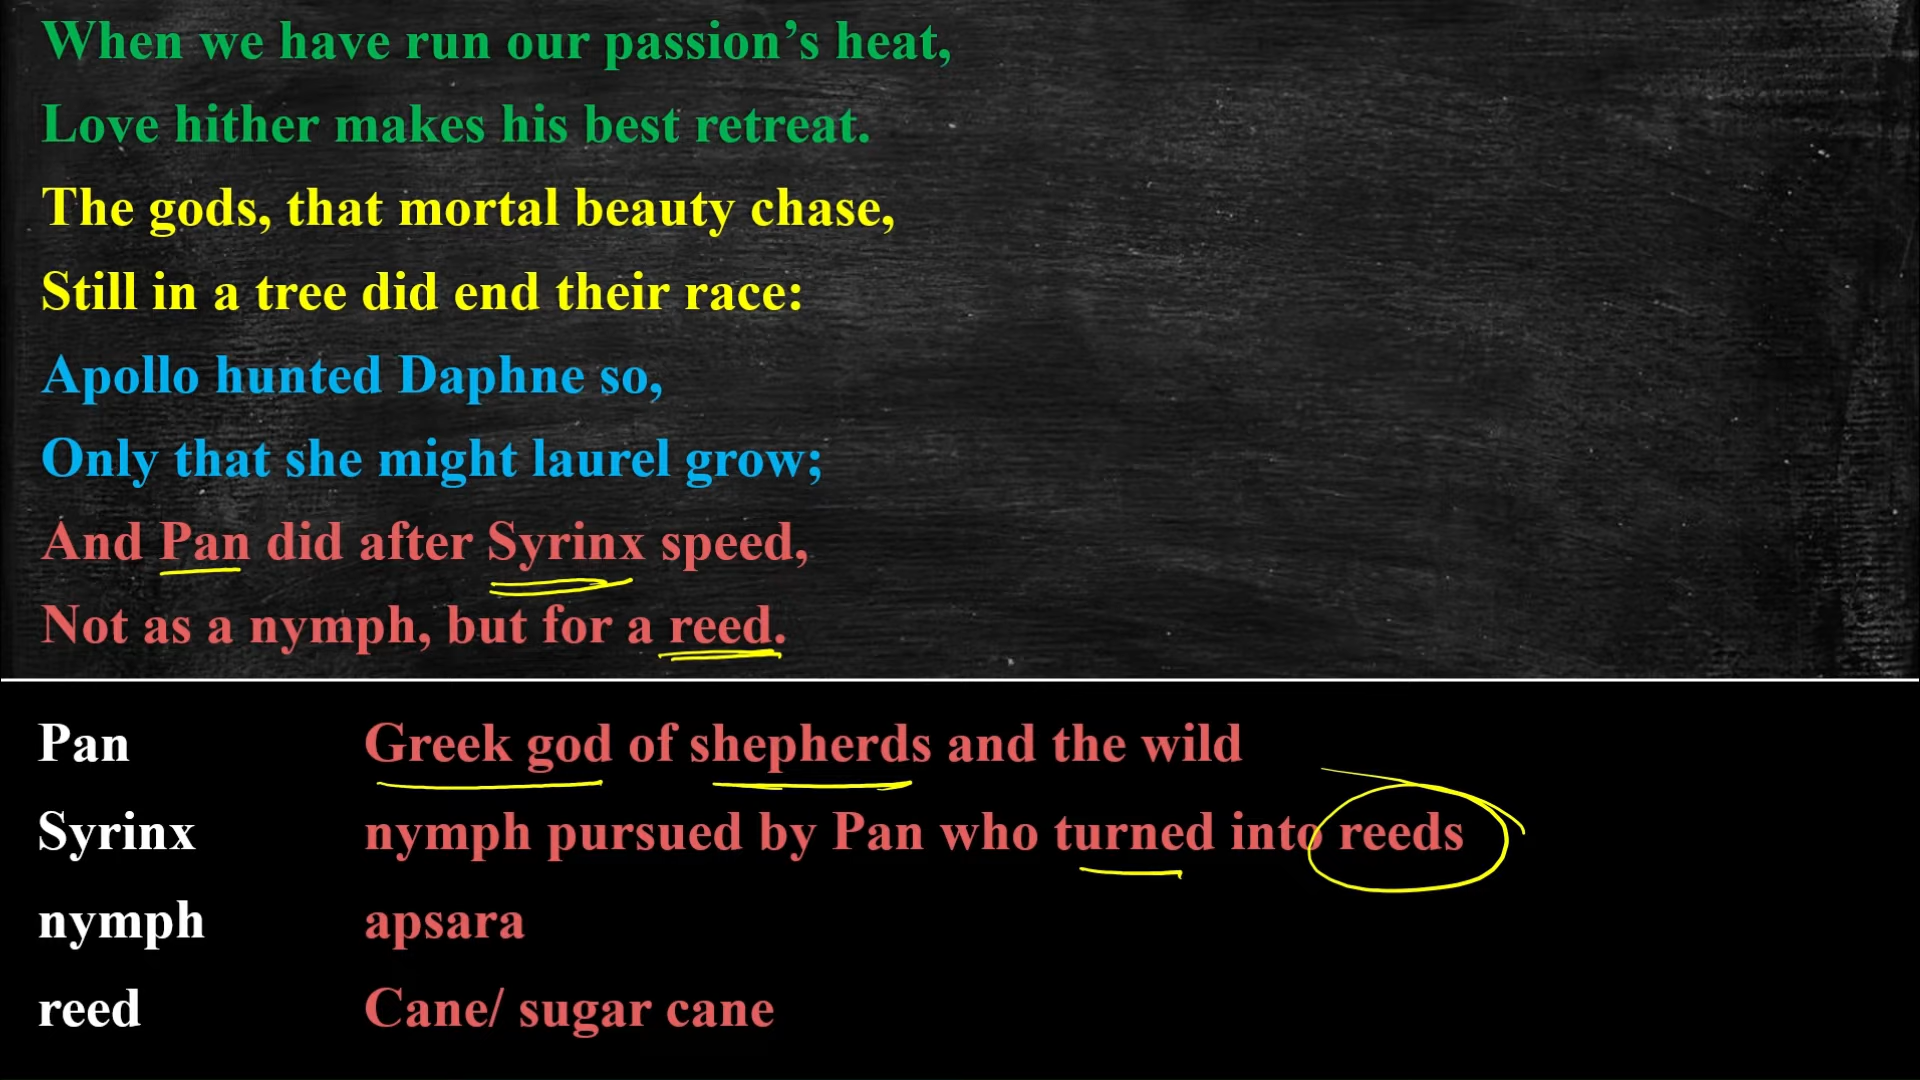 When we have run our passion’s heat,
Love hither makes his best retreat.
The gods, that mortal beauty chase,
Still in a tree did end their race:
Apollo hunted Daphne so,
Only that she might laurel grow;
And Pan did after Syrinx speed,
Not as a nymph, but for a reed.
Pan Greek god of shepherds and the wild
Syrinx nymph pursued by Pan who turned into reeds
nymph apsara
reed Cane/ sugar cane